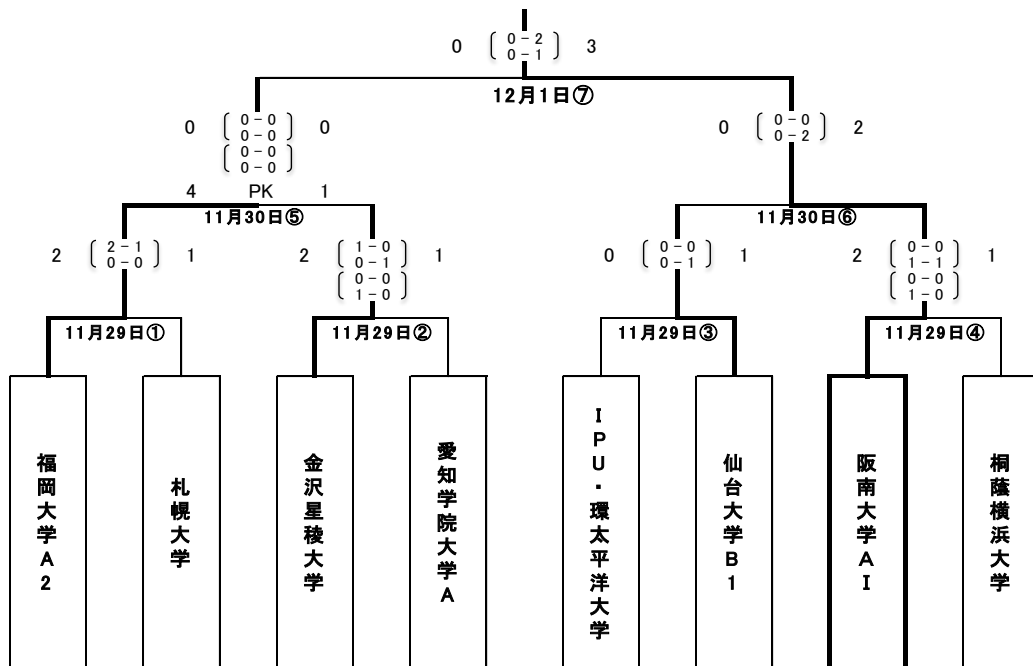 0 0-2 3
0-1
12月1日⑦
0 0-0 0
0-0
0-0
0-0
4 PK 1
0 0-0 2
0-2
11月30日⑤
11月30日⑥
2 2-1 1
0-0
2 1-0 1
0-1
0-0
1-0
0 0-0 1
0-1
2 0-0 1
1-1
0-0
1-0
11月29日①
11月29日②
11月29日③
11月29日④
福岡大学A2
札幌大学
金沢星稜大学
愛知学院大学A
IPU・環太平洋大学
仙台大学B1
阪南大学AI
桐蔭横浜大学